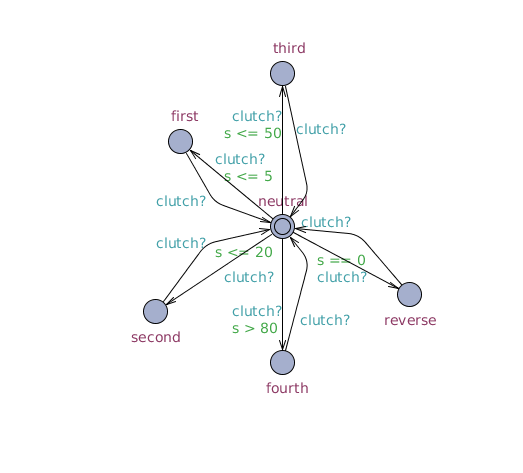 third
first
clutch?
s <= 50
clutch?
clutch?
s <= 5
clutch?
neutral
clutch?
clutch?
s <= 20
s == 0
clutch?
clutch?
clutch?
s > 80
clutch?
reverse
second
fourth